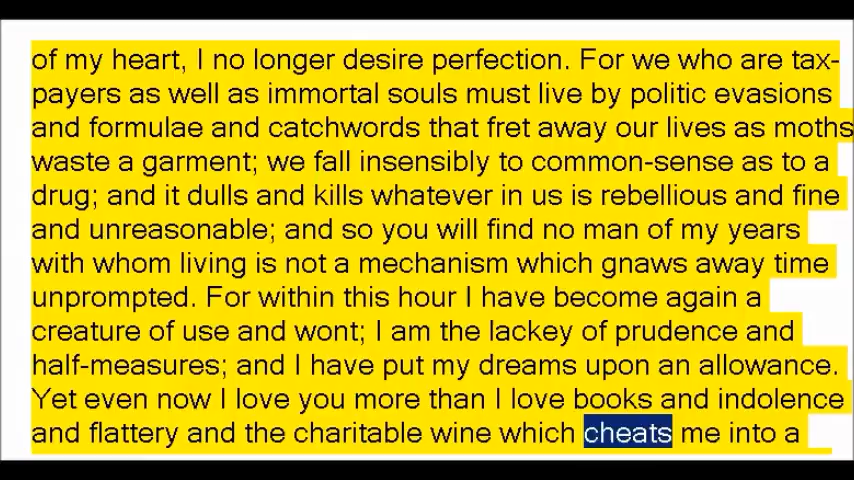 of my heart, I no longer desire perfection. For we who are tax-
payers as well as immortal souls must live by politic evasions
and formulae and catchwords that fret away our lives as moths
waste a garment; we fall insensibly to common-sense as to a
drug; and it dulls and kills whatever in us is rebellious and fine
and unreasonable; and so you will find no man of my years
with whom living is not a mechanism which gnaws away time
unprompted. For within this hour I have become again a
creature of use and wont; I am the lackey of prudence and
half-measures; and I have put my dreams upon an allowance.
Yet even now I love you more than I love books and indolence
and flattery and the charitable wine which cheats me into a